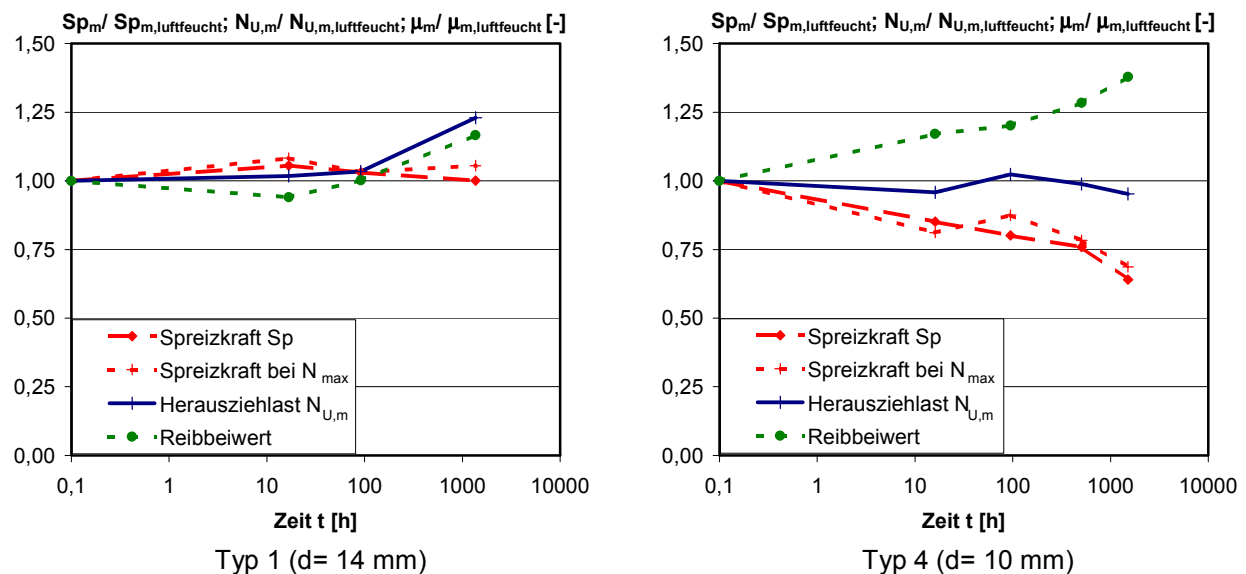 Spm/ Spm,luftfeucht; NU,m/ NU,m,luftfeucht; µm/ µm,luftfeucht [-]
1,50
1,25
1,00
0,75
0,50
0,25
0,00
0,1 1 10 100 1000 10000
Spreizkraft Sp
Spreizkraft bei Nmax
Herausziehlast NU,m
Reibbeiwert
Zeit t [h]
Typ 1 (d= 14 mm)
Spm/ Spm,luftfeucht; NU,m/ NU,m,luftfeucht; µm/ µm,luftfeucht [-]
1,50
1,25
1,00
0,75
0,50
0,25
0,00
0,1 1 10 100 1000 10000
Spreizkraft Sp
Spreizkraft bei Nmax
Herausziehlast NU,m
Reibbeiwert
Zeit t [h]
Typ 4 (d= 10 mm)